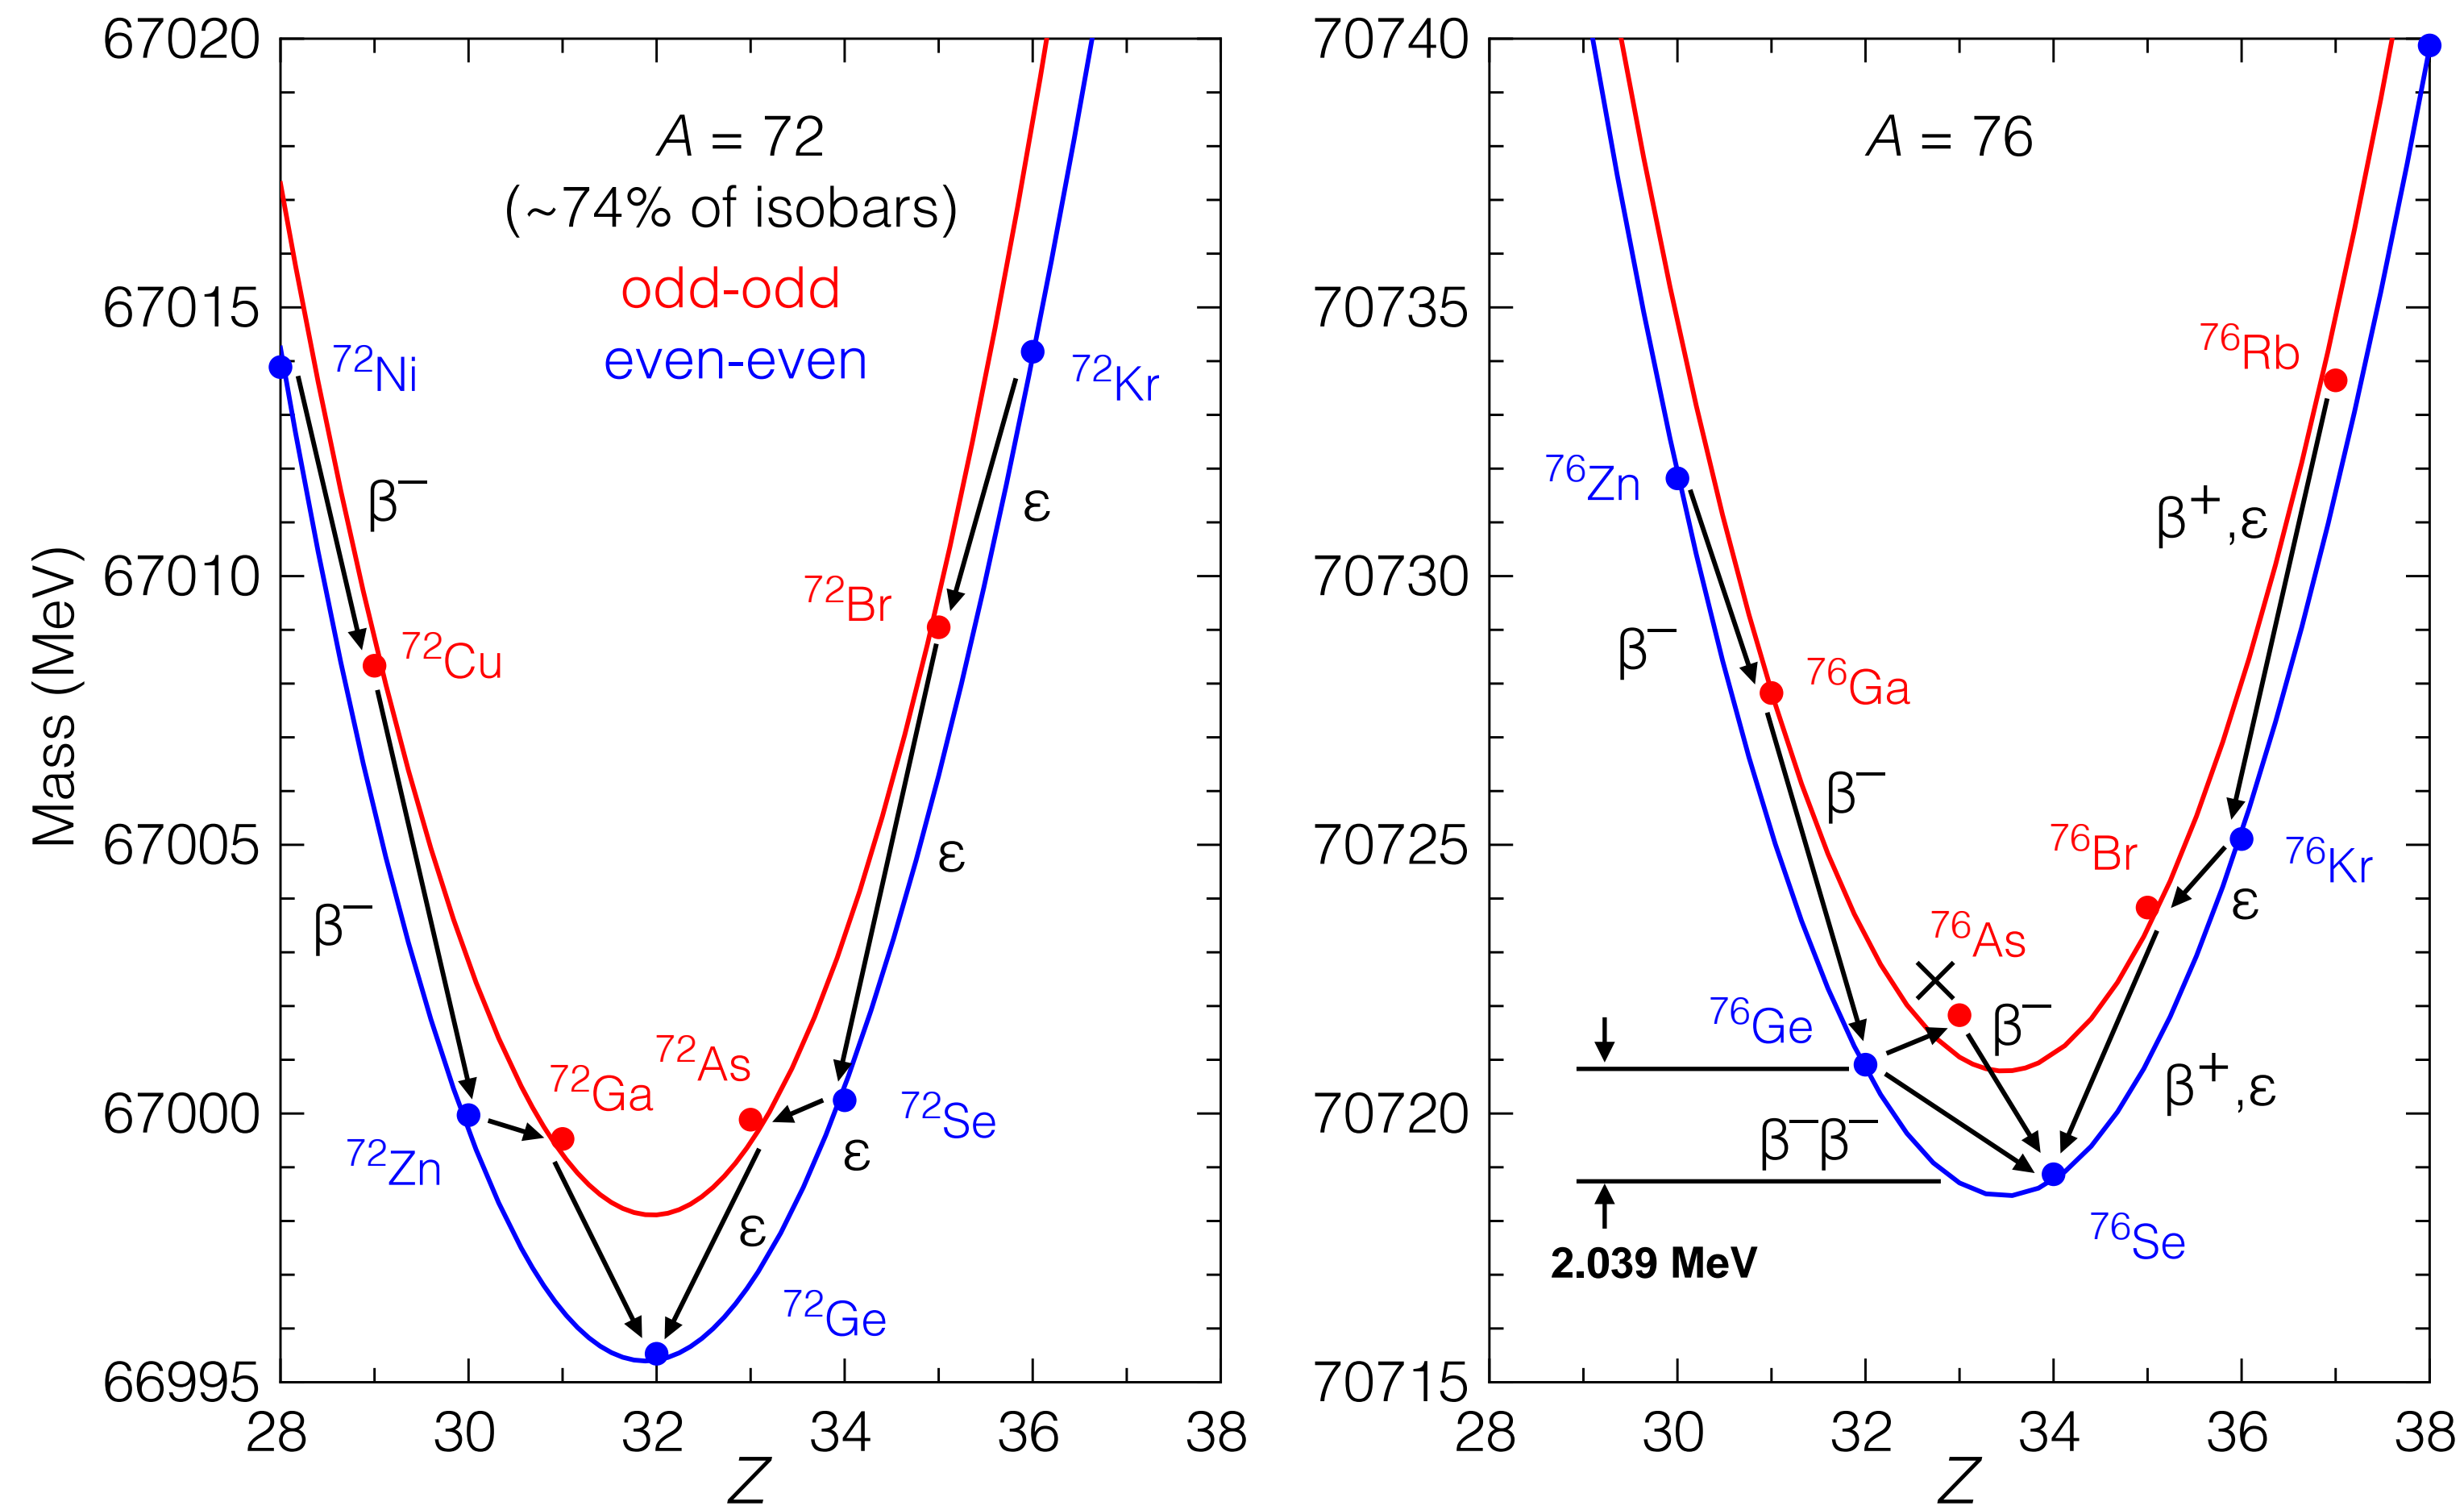 67020
67015
67010
67005
67000
66995
Mass (MeV)
28
30
32
34
36
38
Z
A = 72
(~74% of isobars)
odd-odd
even-even
⁷²Ni
⁷²Kr
β⁻
ε
⁷²Br
⁷²Cu
ε
β⁻
⁷²As
⁷²Ga
⁷²Se
⁷²Zn
ε
ε
⁷²Ge
70740
70735
70730
70725
70720
70715
28
30
32
34
36
38
Z
A = 76
⁷⁶Rb
⁷⁶Zn
β⁺,ε
β⁻
⁷⁶Ga
β⁻
⁷⁶Br
⁷⁶Kr
ε
⁷⁶As
⁷⁶Ge
β⁻
β⁺,ε
β⁻β⁻
⁷⁶Se
2.039 MeV